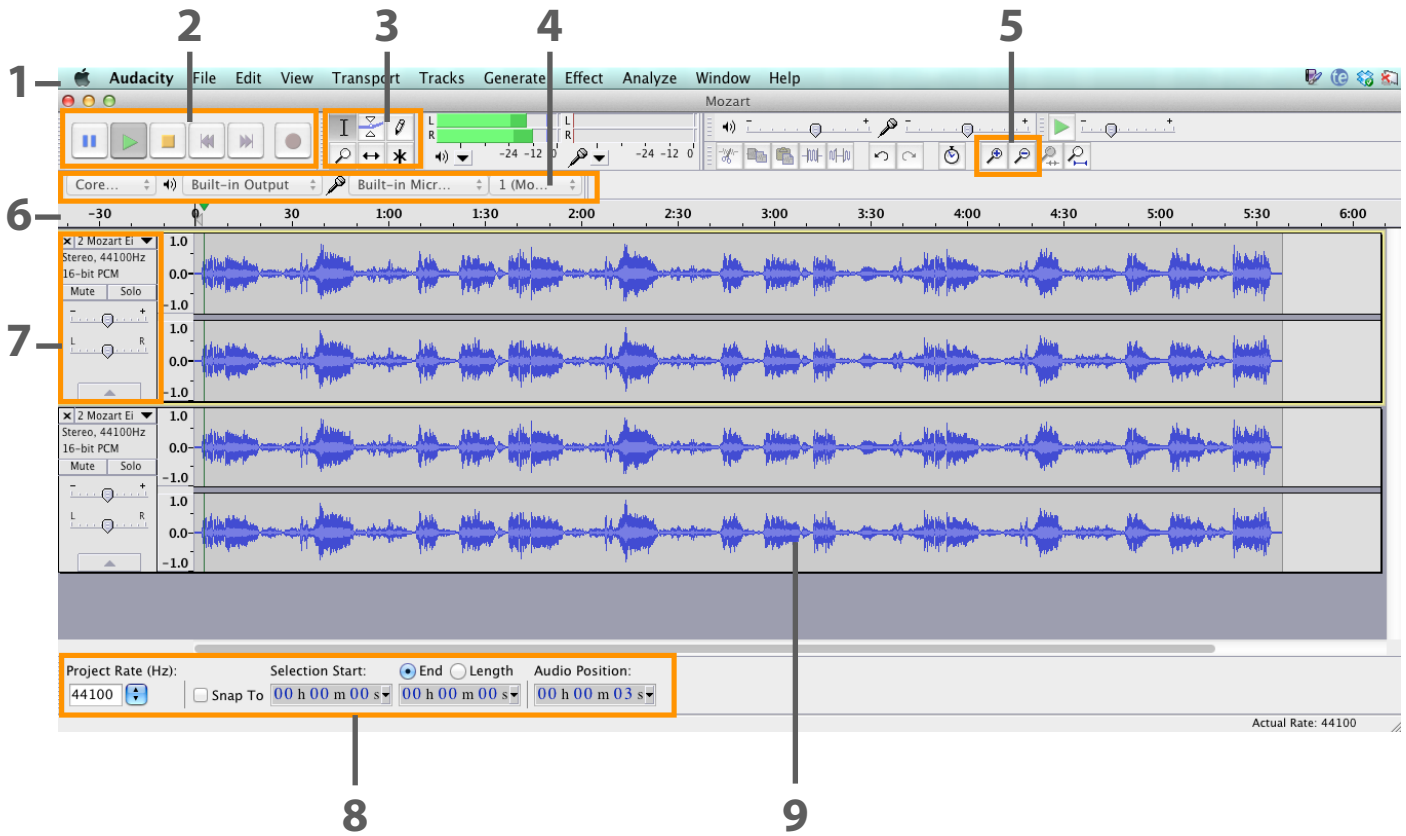 2 3 4 5
1
Audacity File Edit View Transport Tracks Generate Effect Analyze Window Help
Mozart
L R L R
-24 -12 0 -24 -12 0
- + - + - +
Core... Built-in Output Built-in Micr... 1 (Mo...
6
-30 0 30 1:00 1:30 2:00 2:30 3:00 3:30 4:00 4:30 5:00 5:30 6:00
x 2 Mozart Ei
Stereo, 44100Hz
16-bit PCM
Mute Solo
- +
L R
1.0
0.0-
-1.0
1.0
0.0-
-1.0
7
x 2 Mozart Ei
Stereo, 44100Hz
16-bit PCM
Mute Solo
- +
L R
1.0
0.0-
-1.0
1.0
0.0-
-1.0
Project Rate (Hz): Selection Start: End Length Audio Position:
44100 Snap To 00 h 00 m 00 s 00 h 00 m 00 s 00 h 00 m 03 s
Actual Rate: 44100
8 9